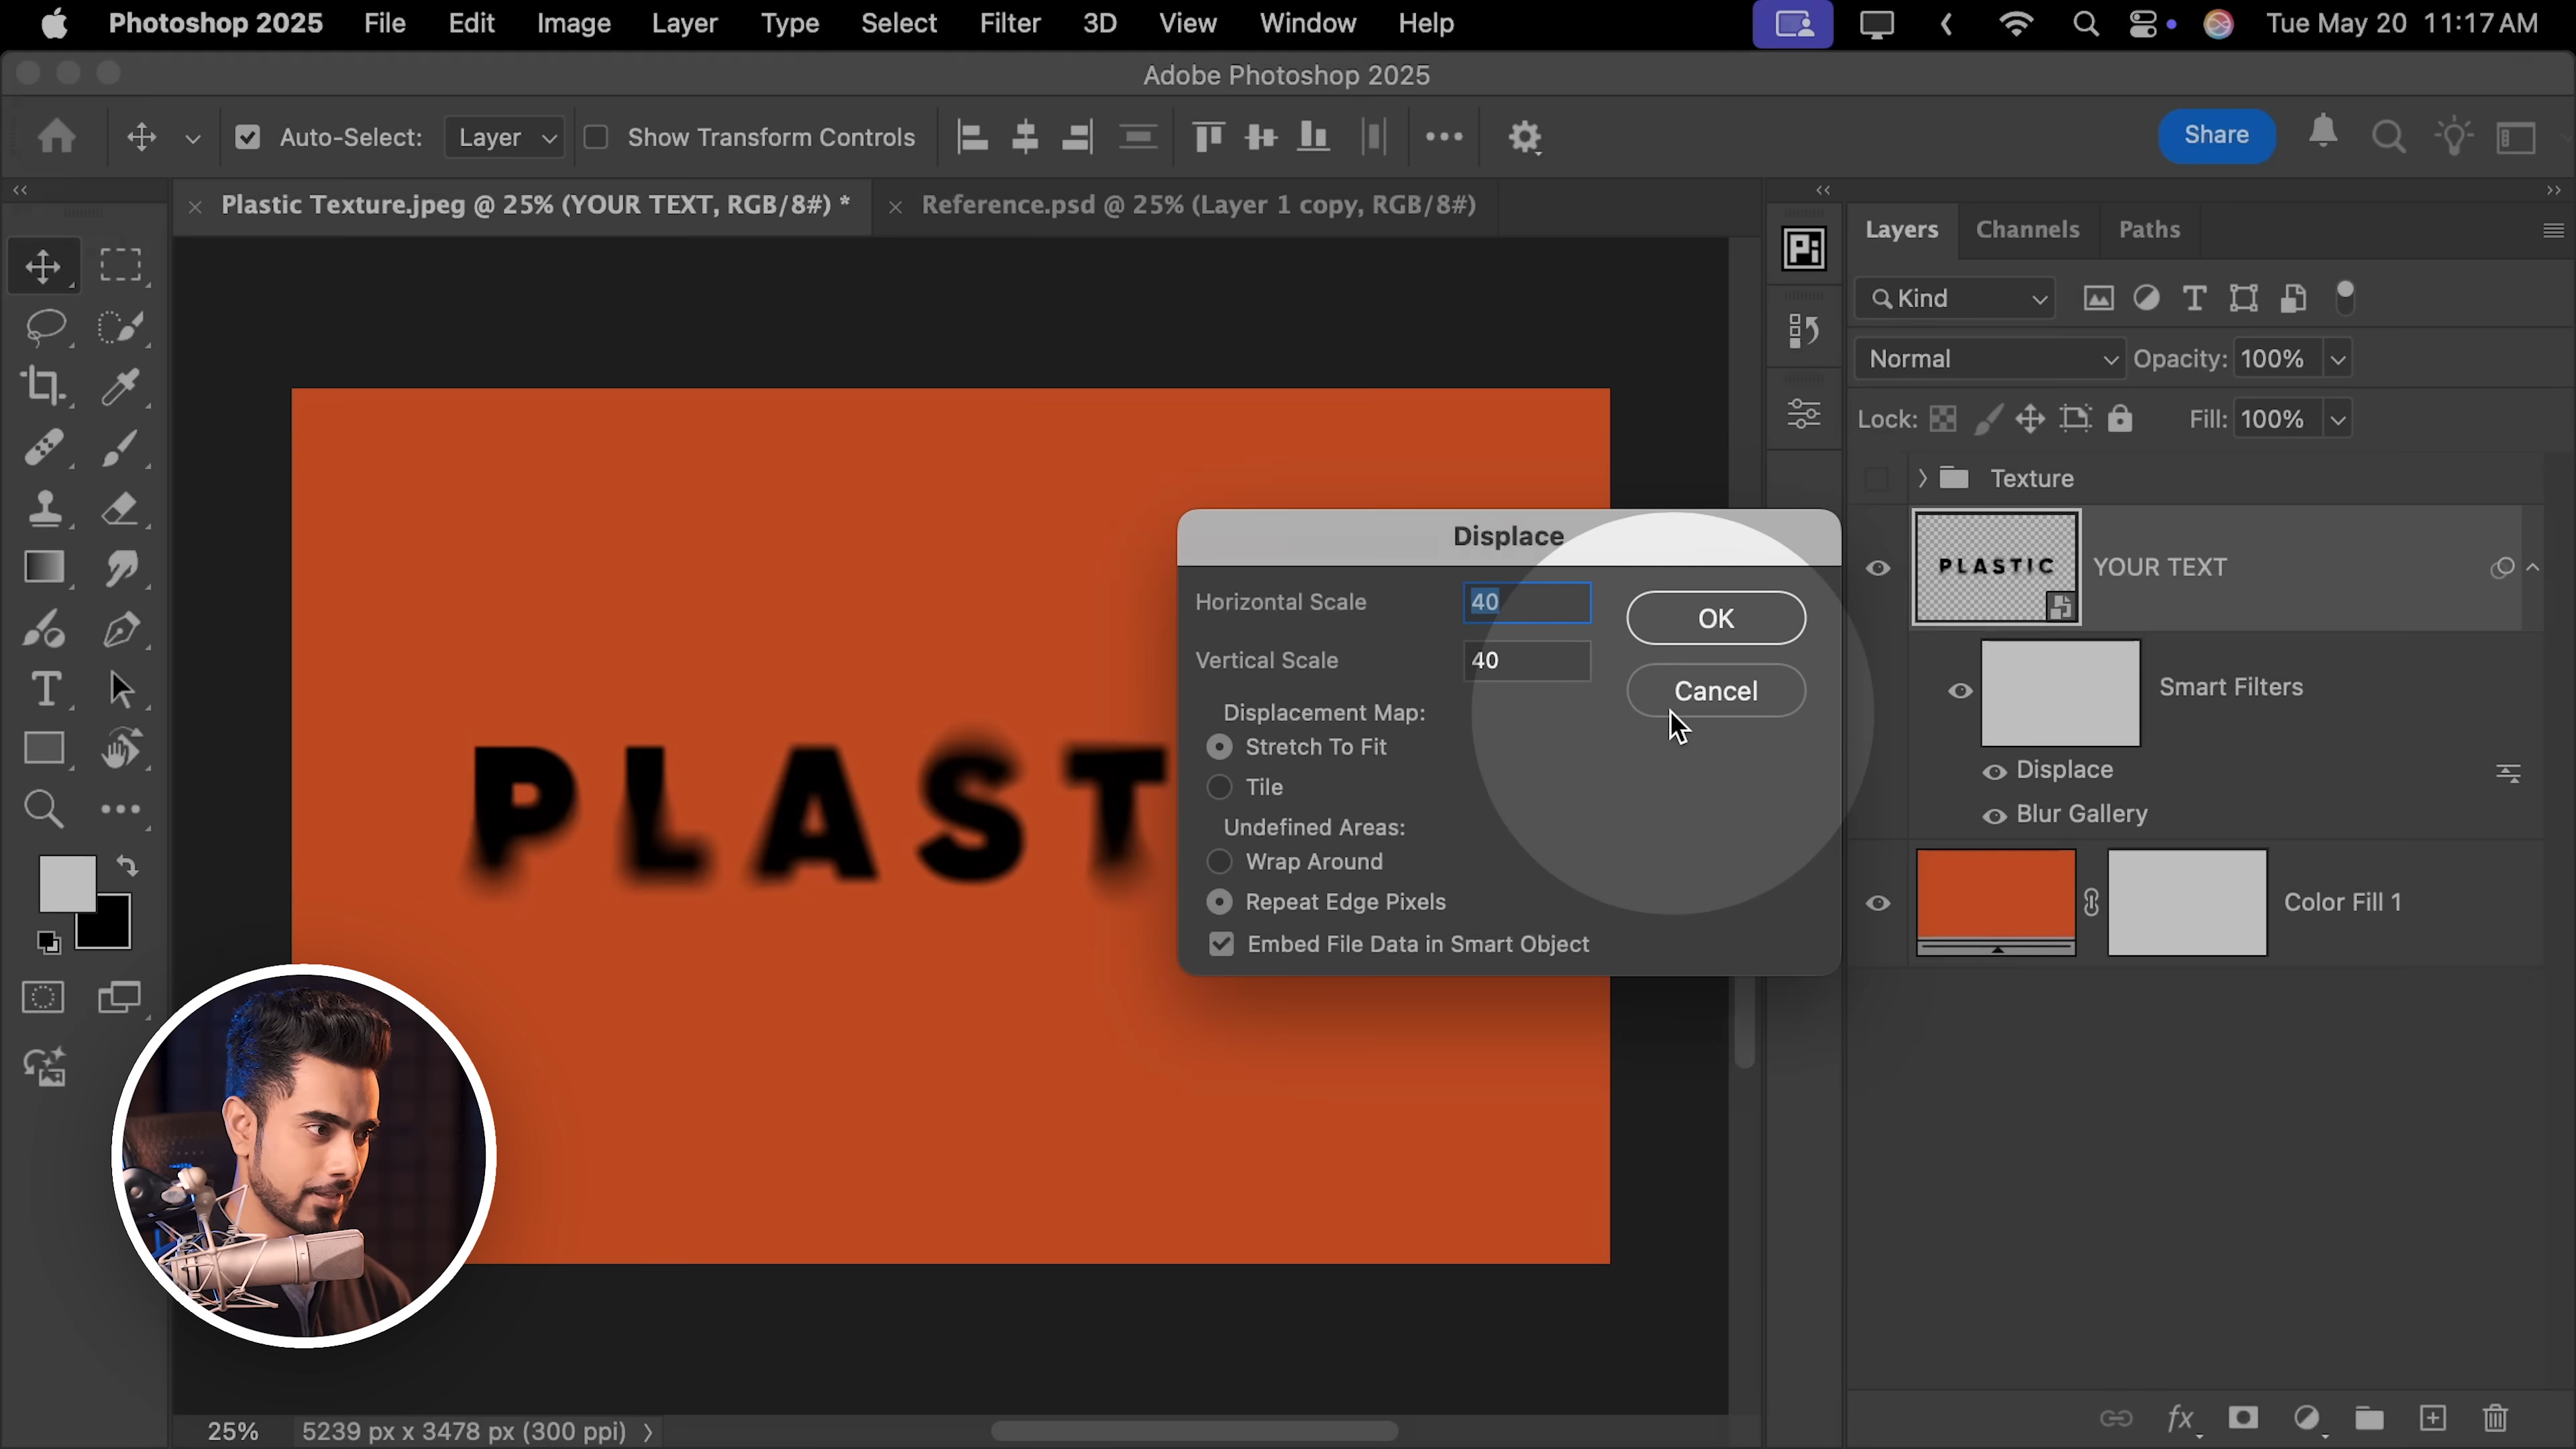 Photoshop 2025 File Edit Image Layer Type Select Filter 3D View Window Help Tue May 20 11:17 AM
Adobe Photoshop 2025
Auto-Select: Layer Show Transform Controls Share
Plastic Texture.jpeg @ 25% (YOUR TEXT, RGB/8#) * Reference.psd @ 25% (Layer 1 copy, RGB/8#)
Pi
Layers Channels Paths
Kind
Normal Opacity: 100%
Lock: Fill: 100%
Texture
PLASTIC YOUR TEXT
Smart Filters
Displace
Blur Gallery
Color Fill 1
PLAST
Displace
Horizontal Scale 40 OK
Vertical Scale 40 Cancel
Displacement Map:
Stretch To Fit
Tile
Undefined Areas:
Wrap Around
Repeat Edge Pixels
Embed File Data in Smart Object
25% 5239 px x 3478 px (300 ppi)
fx